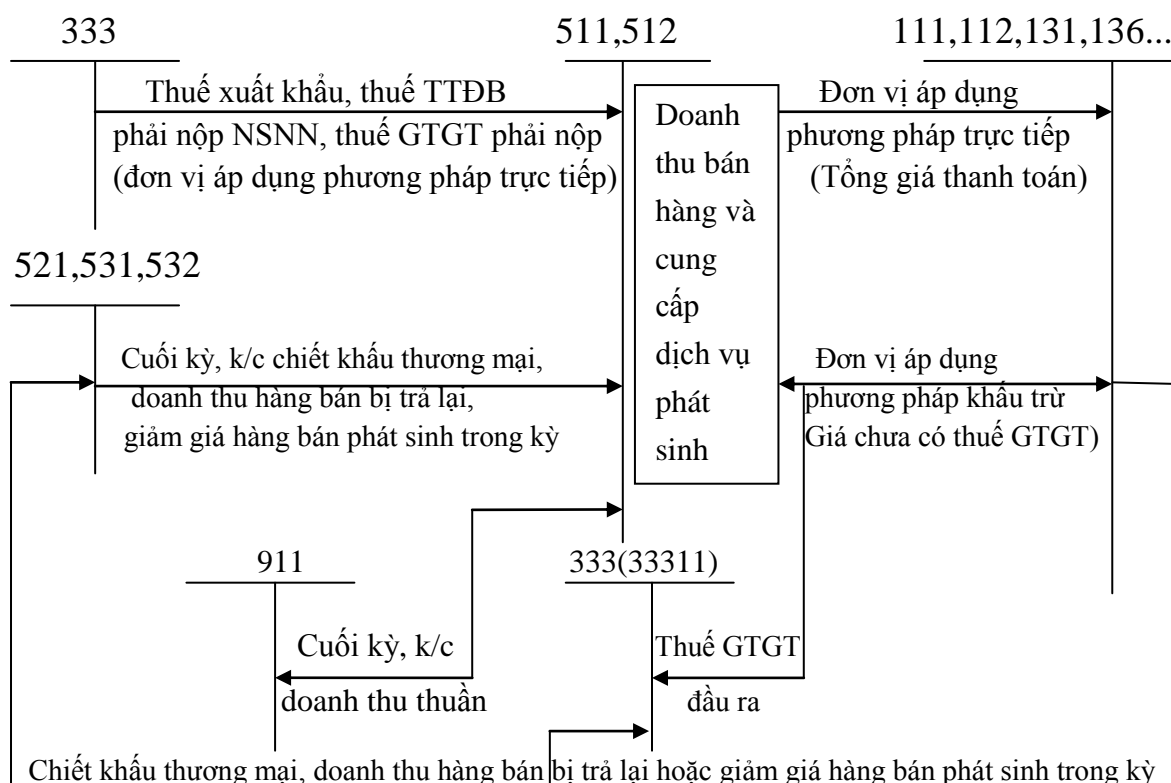 333
511,512
111,112,131,136...
Thuế xuất khẩu, thuế TTĐB
phải nộp NSNN, thuế GTGT phải nộp
(đơn vị áp dụng phương pháp trực tiếp)
Doanh
thu bán
hàng và
cung
cấp
dịch vụ
phát
sinh
Đơn vị áp dụng
phương pháp trực tiếp
(Tổng giá thanh toán)
521,531,532
Cuối kỳ, k/c chiết khấu thương mại,
doanh thu hàng bán bị trả lại,
giảm giá hàng bán phát sinh trong kỳ
Đơn vị áp dụng
phương pháp khấu trừ
Giá chưa có thuế GTGT)
911
333(33311)
Cuối kỳ, k/c
doanh thu thuần
Thuế GTGT
đầu ra
Chiết khấu thương mại, doanh thu hàng bán bị trả lại hoặc giảm giá hàng bán phát sinh trong kỳ